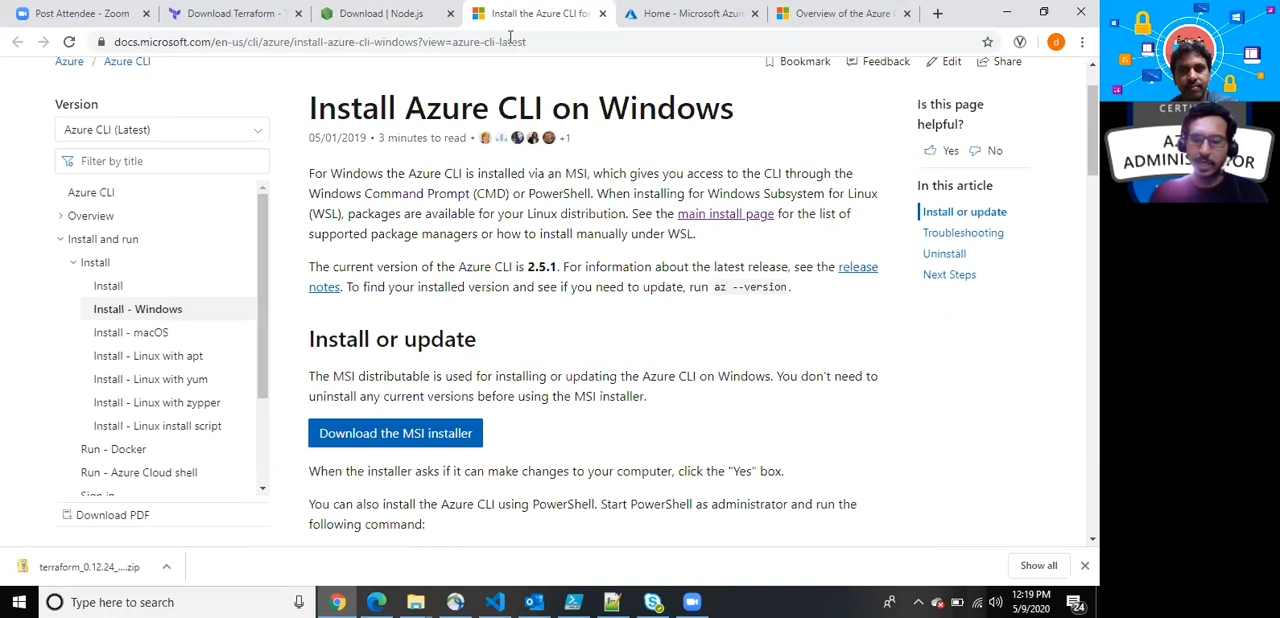 Post Attendee - Zoom
Download Terraform - T
Download | Node.js
Install the Azure CLI fo
Home - Microsoft Azur
Overview of the Azure
docs.microsoft.com/en-us/cli/azure/install-azure-cli-windows?view=azure-cli-latest
Azure / Azure CLI
Bookmark
Feedback
Edit
Share
Version
Azure CLI (Latest)
Filter by title
Azure CLI
Overview
Install and run
Install
Install
Install - Windows
Install - macOS
Install - Linux with apt
Install - Linux with yum
Install - Linux with zypper
Install - Linux install script
Run - Docker
Run - Azure Cloud shell
Sign in
Download PDF
Install Azure CLI on Windows
05/01/2019 • 3 minutes to read • +1
For Windows the Azure CLI is installed via an MSI, which gives you access to the CLI through the
Windows Command Prompt (CMD) or PowerShell. When installing for Windows Subsystem for Linux
(WSL), packages are available for your Linux distribution. See the main install page for the list of
supported package managers or how to install manually under WSL.
The current version of the Azure CLI is 2.5.1. For information about the latest release, see the release
notes. To find your installed version and see if you need to update, run az --version.
Install or update
The MSI distributable is used for installing or updating the Azure CLI on Windows. You don't need to
uninstall any current versions before using the MSI installer.
Download the MSI installer
When the installer asks if it can make changes to your computer, click the "Yes" box.
You can also install the Azure CLI using PowerShell. Start PowerShell as administrator and run the
following command:
Is this page
helpful?
Yes No
In this article
Install or update
Troubleshooting
Uninstall
Next Steps
terraform_0.12.24_....zip
Show all
Type here to search
12:19 PM
5/9/2020
24
JS
CERTIF
AZ
ADMINISTRATOR